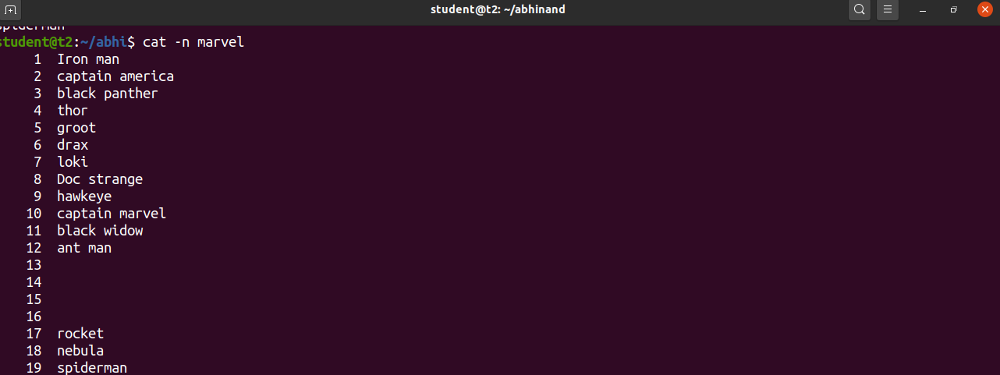 student@t2: ~/abhinand
spiderman
student@t2:~/abhi$ cat -n marvel
1 Iron man
2 captain america
3 black panther
4 thor
5 groot
6 drax
7 loki
8 Doc strange
9 hawkeye
10 captain marvel
11 black widow
12 ant man
13
14
15
16
17 rocket
18 nebula
19 spiderman